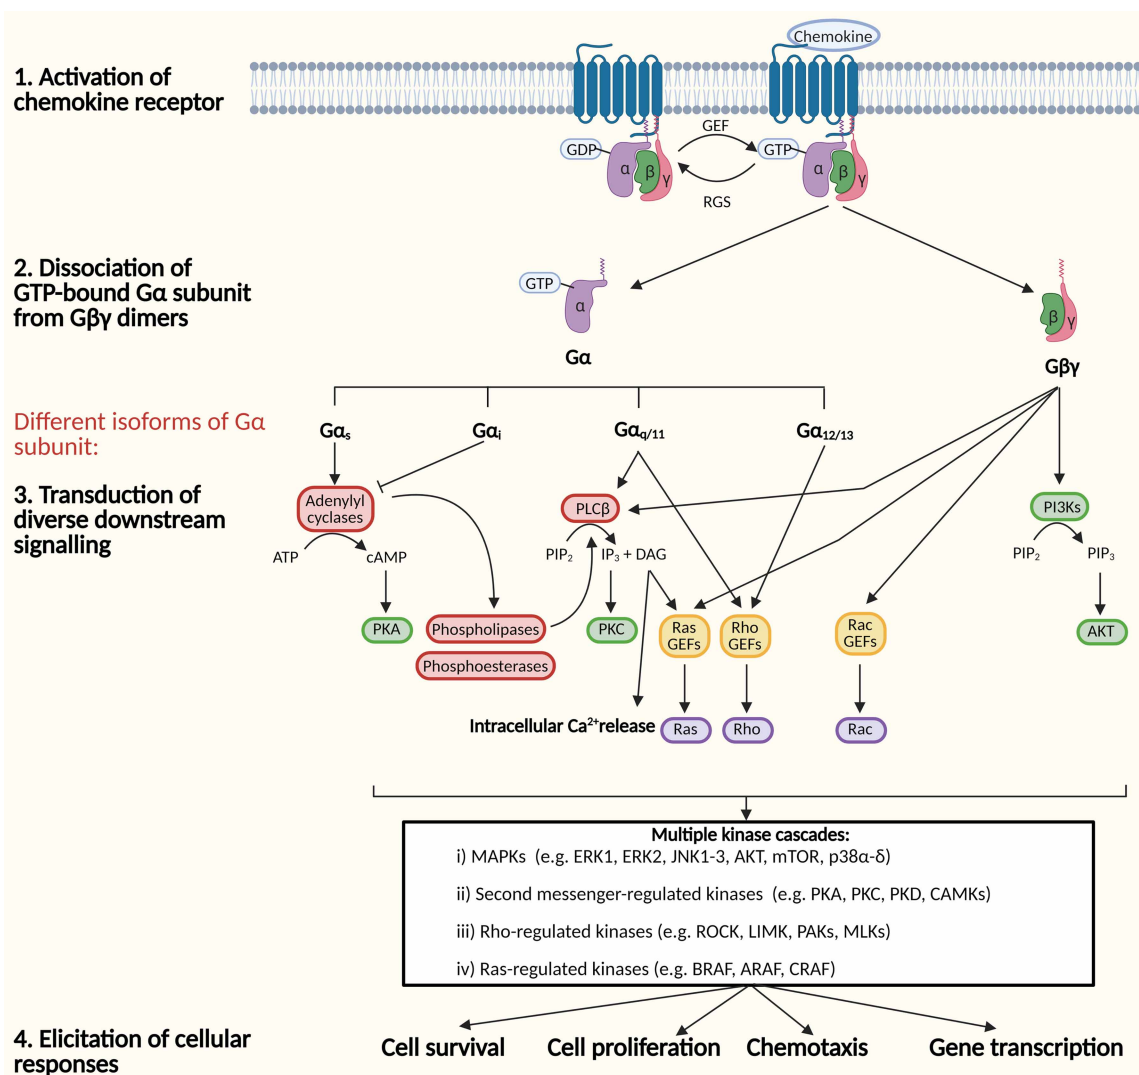 Chemokine
1. Activation of
chemokine receptor
GEF
GDP
GTP
α
β
γ
α
β
γ
RGS
2. Dissociation of
GTP-bound Gα subunit
from Gβγ dimers
GTP
α
β
γ
Gα
Gβγ
Different isoforms of Gα
subunit:
Gαs
Gαi
Gαq/11
Gα12/13
3. Transduction of
diverse downstream
signalling
Adenylyl
cyclases
PLCβ
PI3Ks
ATP
cAMP
PIP2
IP3 + DAG
PIP2
PIP3
PKA
Phospholipases
PKC
Ras
GEFs
Rho
GEFs
Rac
GEFs
AKT
Phosphoesterases
Intracellular Ca2+release
Ras
Rho
Rac
Multiple kinase cascades:
i) MAPKs (e.g. ERK1, ERK2, JNK1-3, AKT, mTOR, p38α-δ)
ii) Second messenger-regulated kinases (e.g. PKA, PKC, PKD, CAMKs)
iii) Rho-regulated kinases (e.g. ROCK, LIMK, PAKs, MLKs)
iv) Ras-regulated kinases (e.g. BRAF, ARAF, CRAF)
4. Elicitation of cellular
responses
Cell survival
Cell proliferation
Chemotaxis
Gene transcription